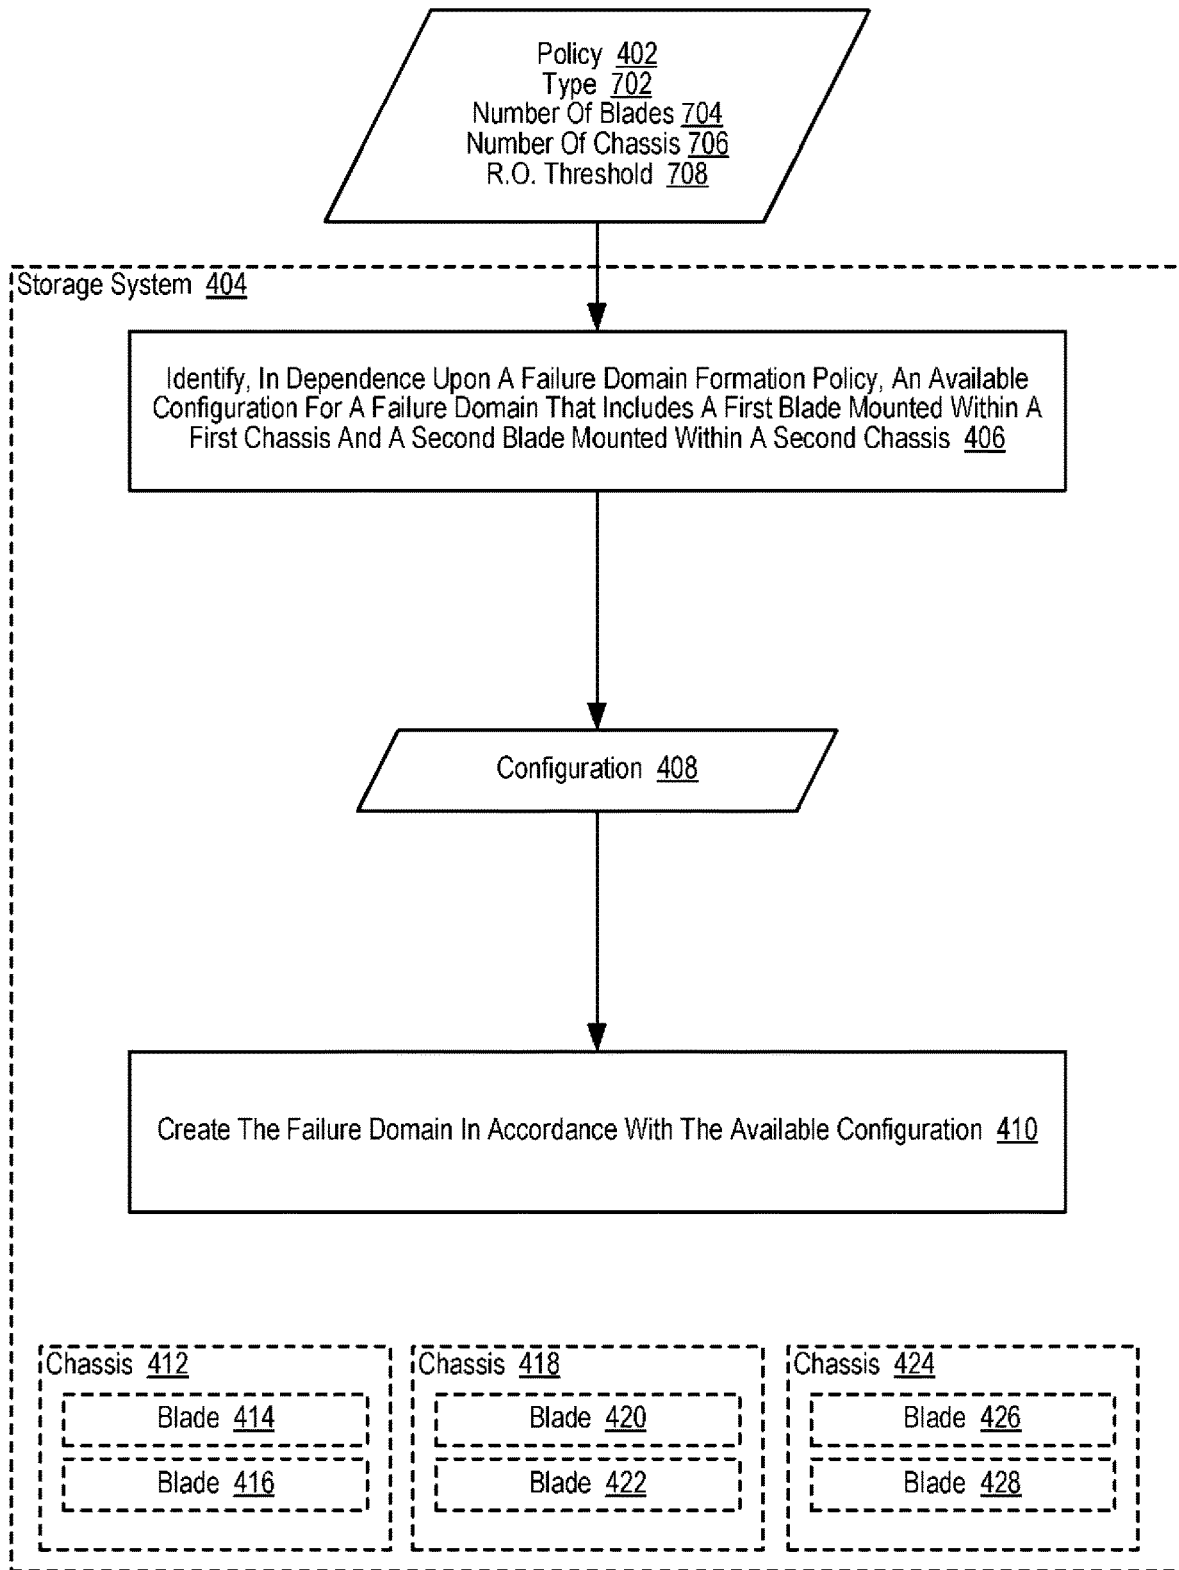 Policy 402
Type 702
Number Of Blades 704
Number Of Chassis 706
R.O. Threshold 708
Storage System 404
Identify, In Dependence Upon A Failure Domain Formation Policy, An Available
Configuration For A Failure Domain That Includes A First Blade Mounted Within A
First Chassis And A Second Blade Mounted Within A Second Chassis 406
Configuration 408
Create The Failure Domain In Accordance With The Available Configuration 410
Chassis 412
Blade 414
Blade 416
Chassis 418
Blade 420
Blade 422
Chassis 424
Blade 426
Blade 428